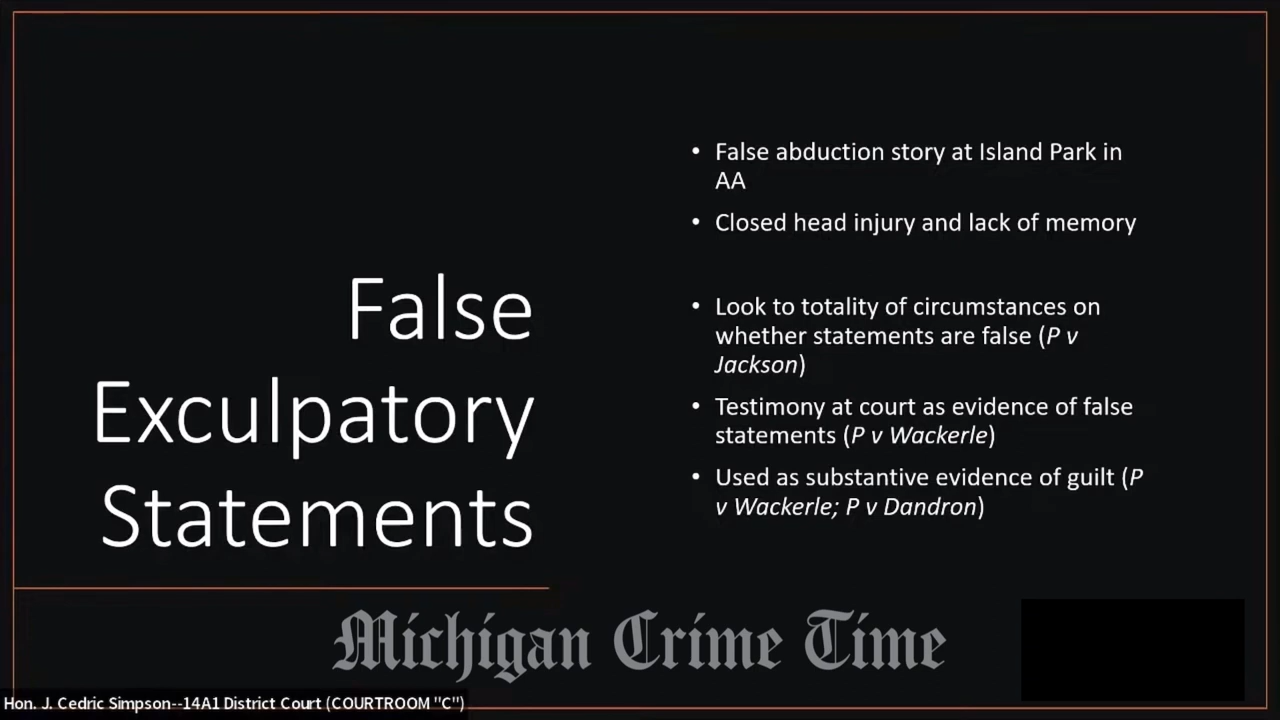 False
Exculpatory
Statements
• False abduction story at Island Park in
AA
• Closed head injury and lack of memory
• Look to totality of circumstances on
whether statements are false (P v
Jackson)
• Testimony at court as evidence of false
statements (P v Wackerle)
• Used as substantive evidence of guilt (P
v Wackerle; P v Dandron)
Michigan Crime Time
Hon. J. Cedric Simpson--14A1 District Court (COURTROOM "C")